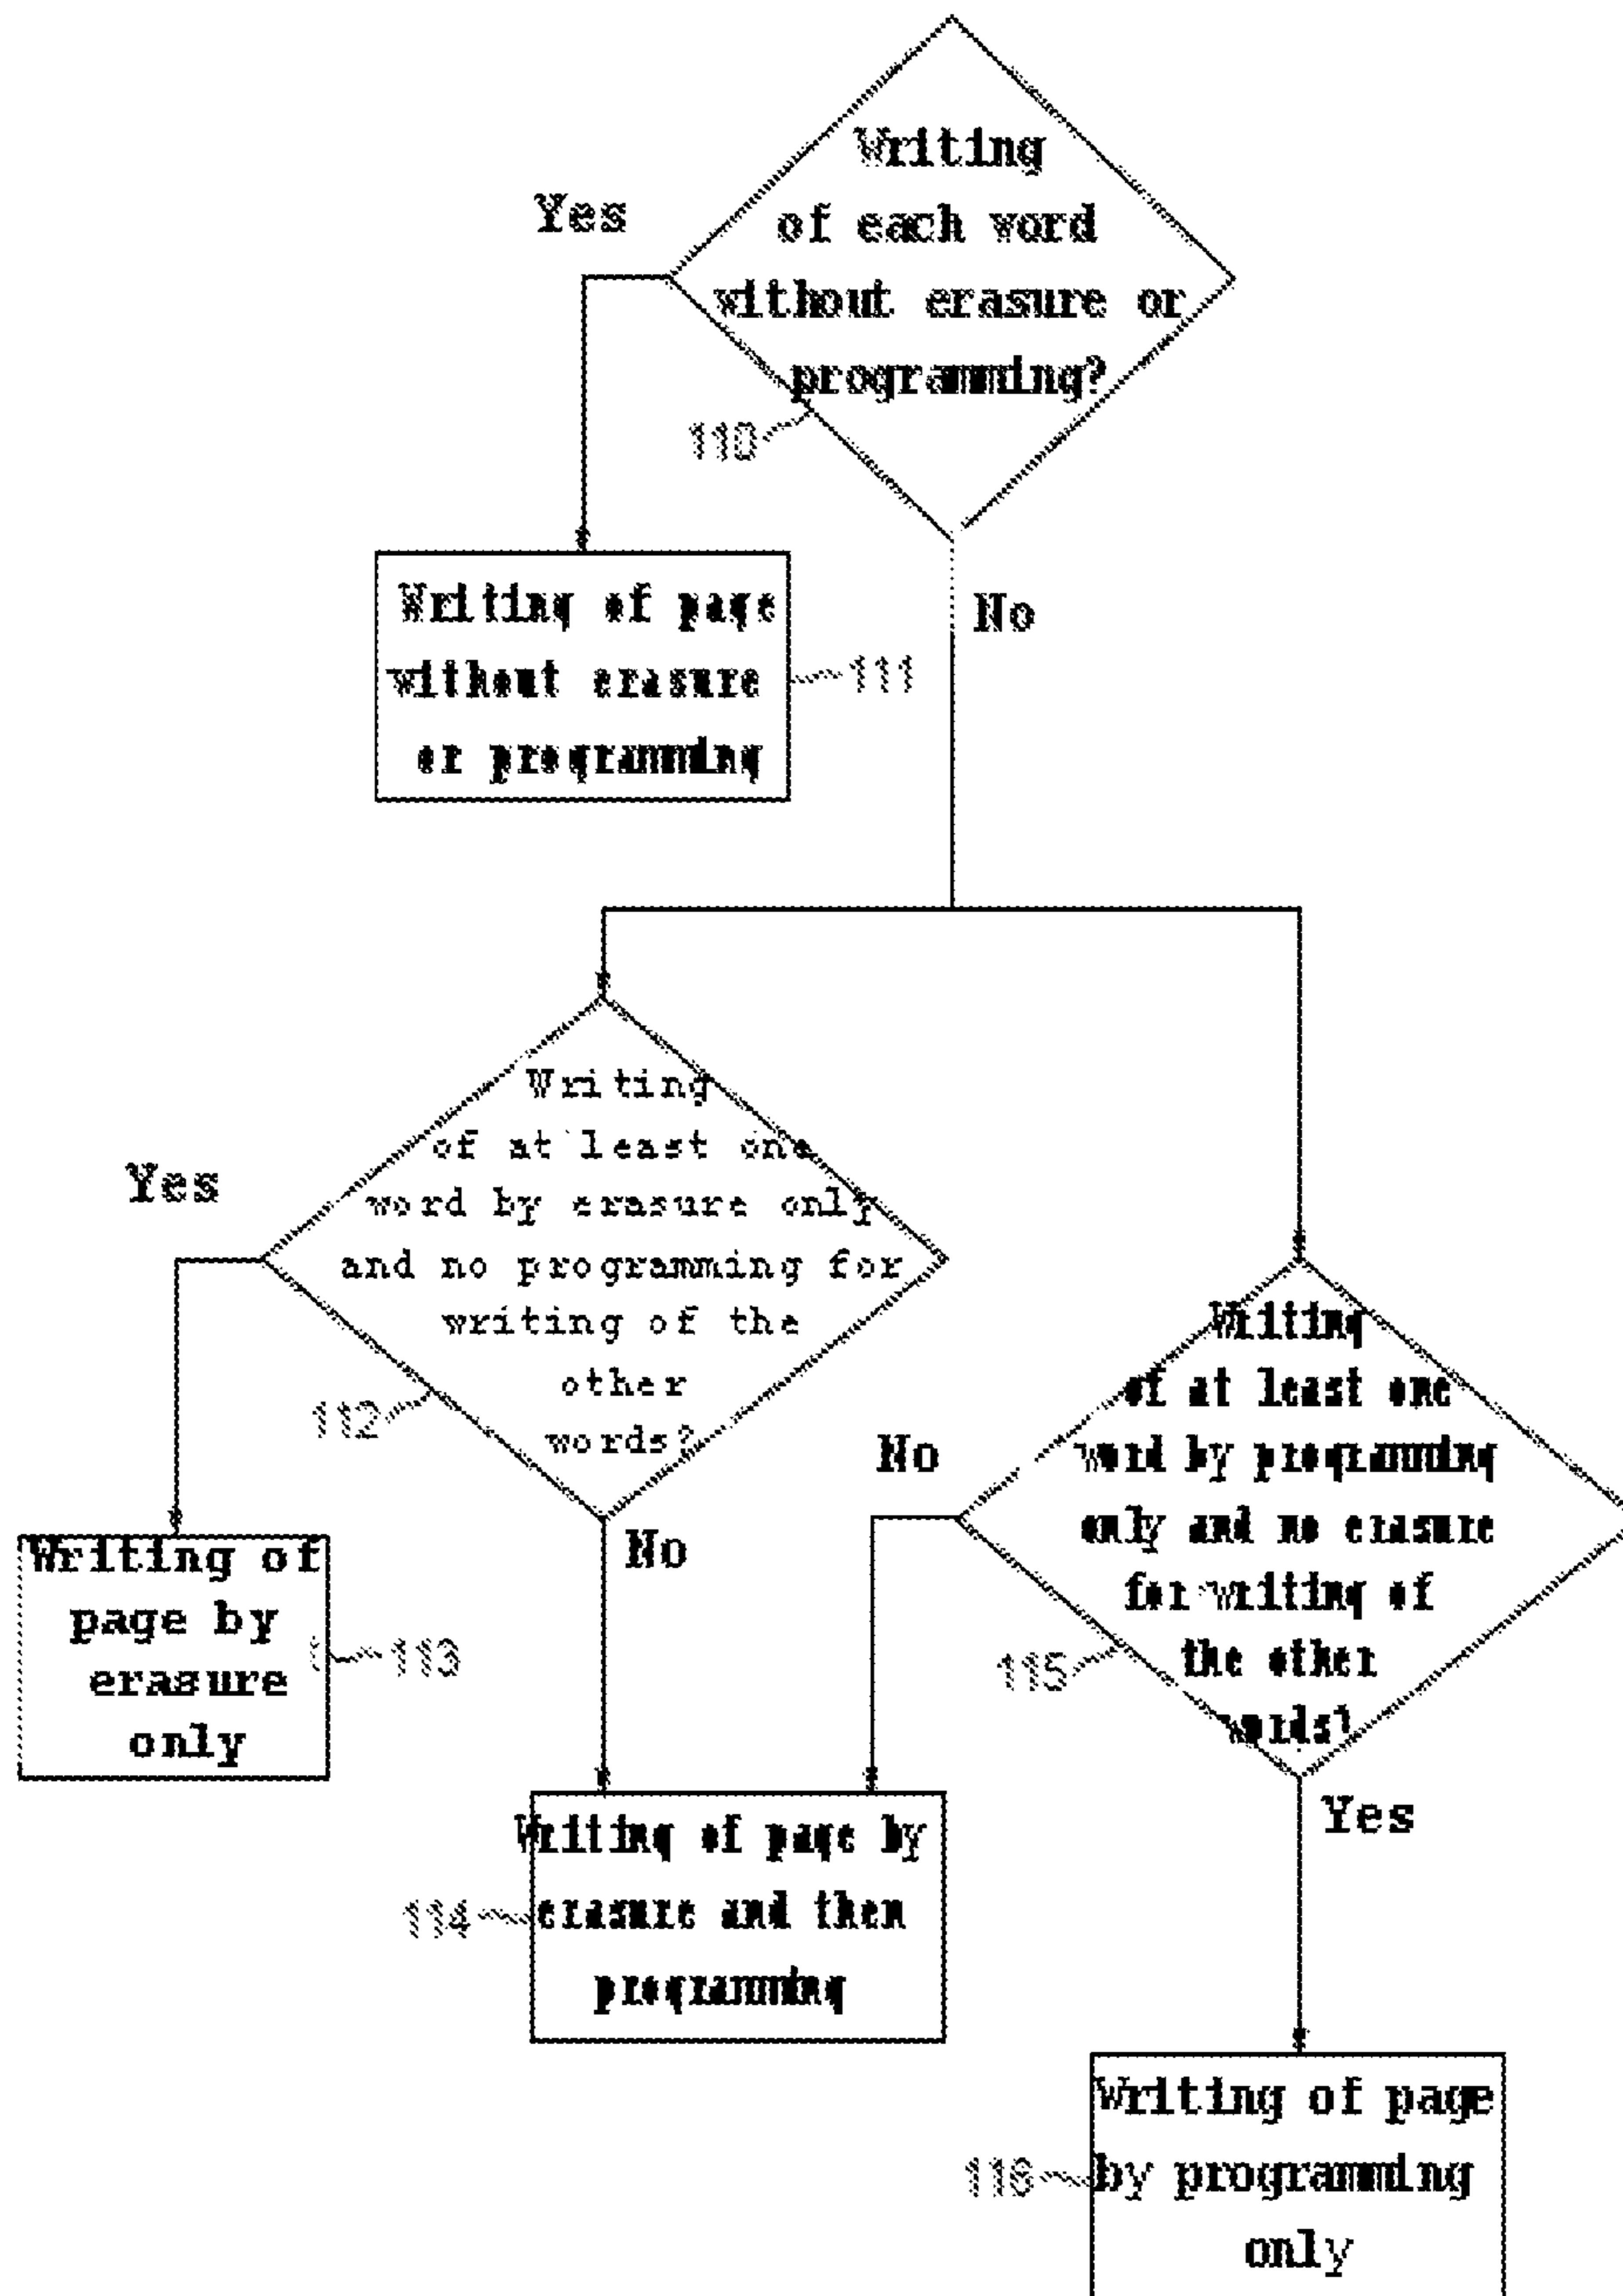 Writing
of each word
without erasure or
programming?
Yes
110
No
Writing of page
without erasure
or programming
111
Writing
of at least one
word by erasure only
and no programming for
writing of the
other
words?
Yes
112
No
Writing
of at least one
word by programming
only and no erasure
for writing of
the other
words?
No
115
Yes
Writing of
page by
erasure
only
113
Writing of page by
erasure and then
programming
114
Writing of page
by programming
only
116